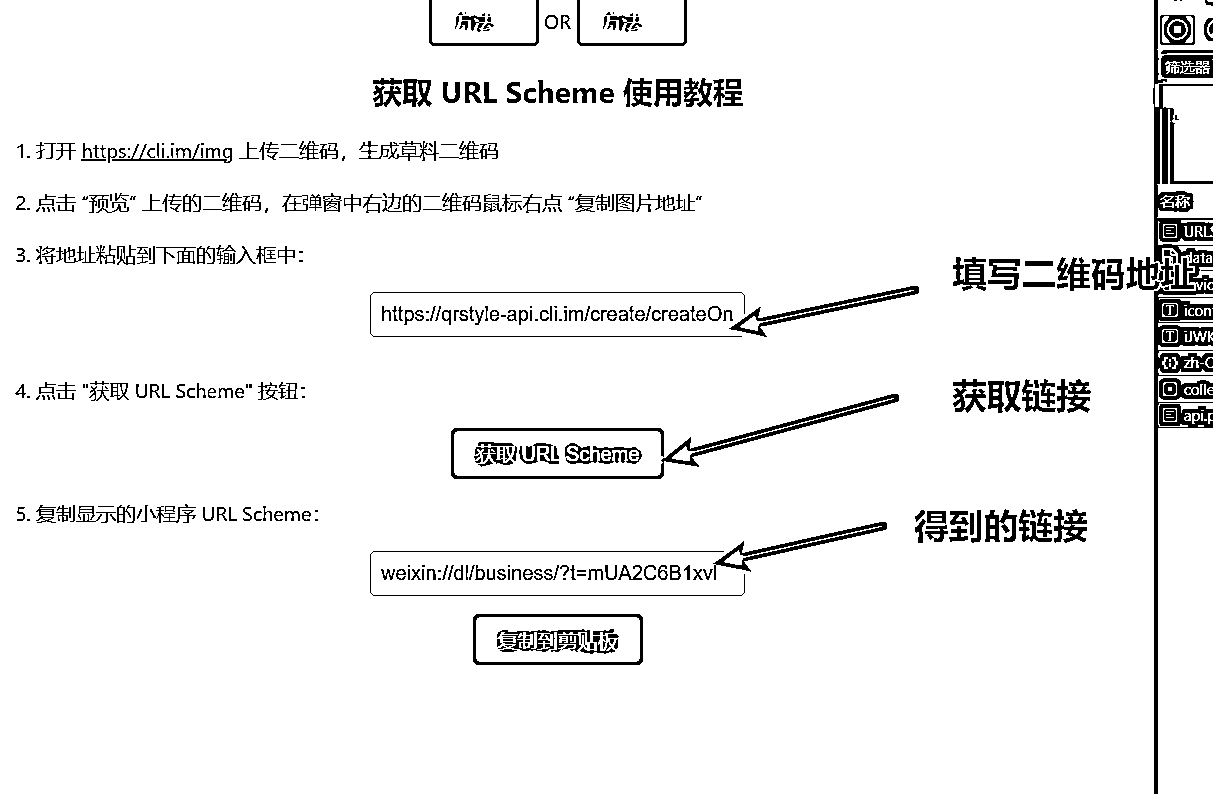 OR
获取 URL Scheme 使用教程
筛选器
1. 打开 https://cli.im/img 上传二维码，生成草料二维码
2. 点击 “预览” 上传的二维码，在弹窗中右边的二维码鼠标右点 “复制图片地址“
名称
URLS
3. 将地址粘贴到下面的输入框中：
填写二维码地址
data
https://qrstyle-api.cli.im/create/createOn
icon
iJWK
zh-C
4. 点击 "获取 URL Scheme" 按钮：
获取链接
colle
api.p
获取 URL Scheme
5. 复制显示的小程序 URL Scheme：
得到的链接
weixin://dl/business/?t=mUA2C6B1xvl
复制到剪贴板